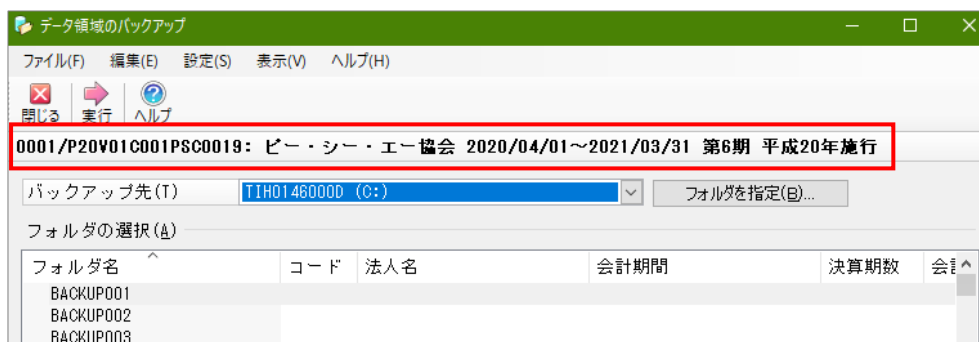 データ領域のバックアップ
ファイル(F) 編集(E) 設定(S) 表示(V) ヘルプ(H)
閉じる 実行 ヘルプ
0001/P20V01C001PSC0019: ピー・シー・エー協会 2020/04/01～2021/03/31 第6期 平成20年施行
バックアップ先(T) TIH0146000D (C:) フォルダを指定(B)...
フォルダの選択(A)
フォルダ名 コード 法人名 会計期間 決算期数
BACKUP001
BACKUP002
BACKUP003